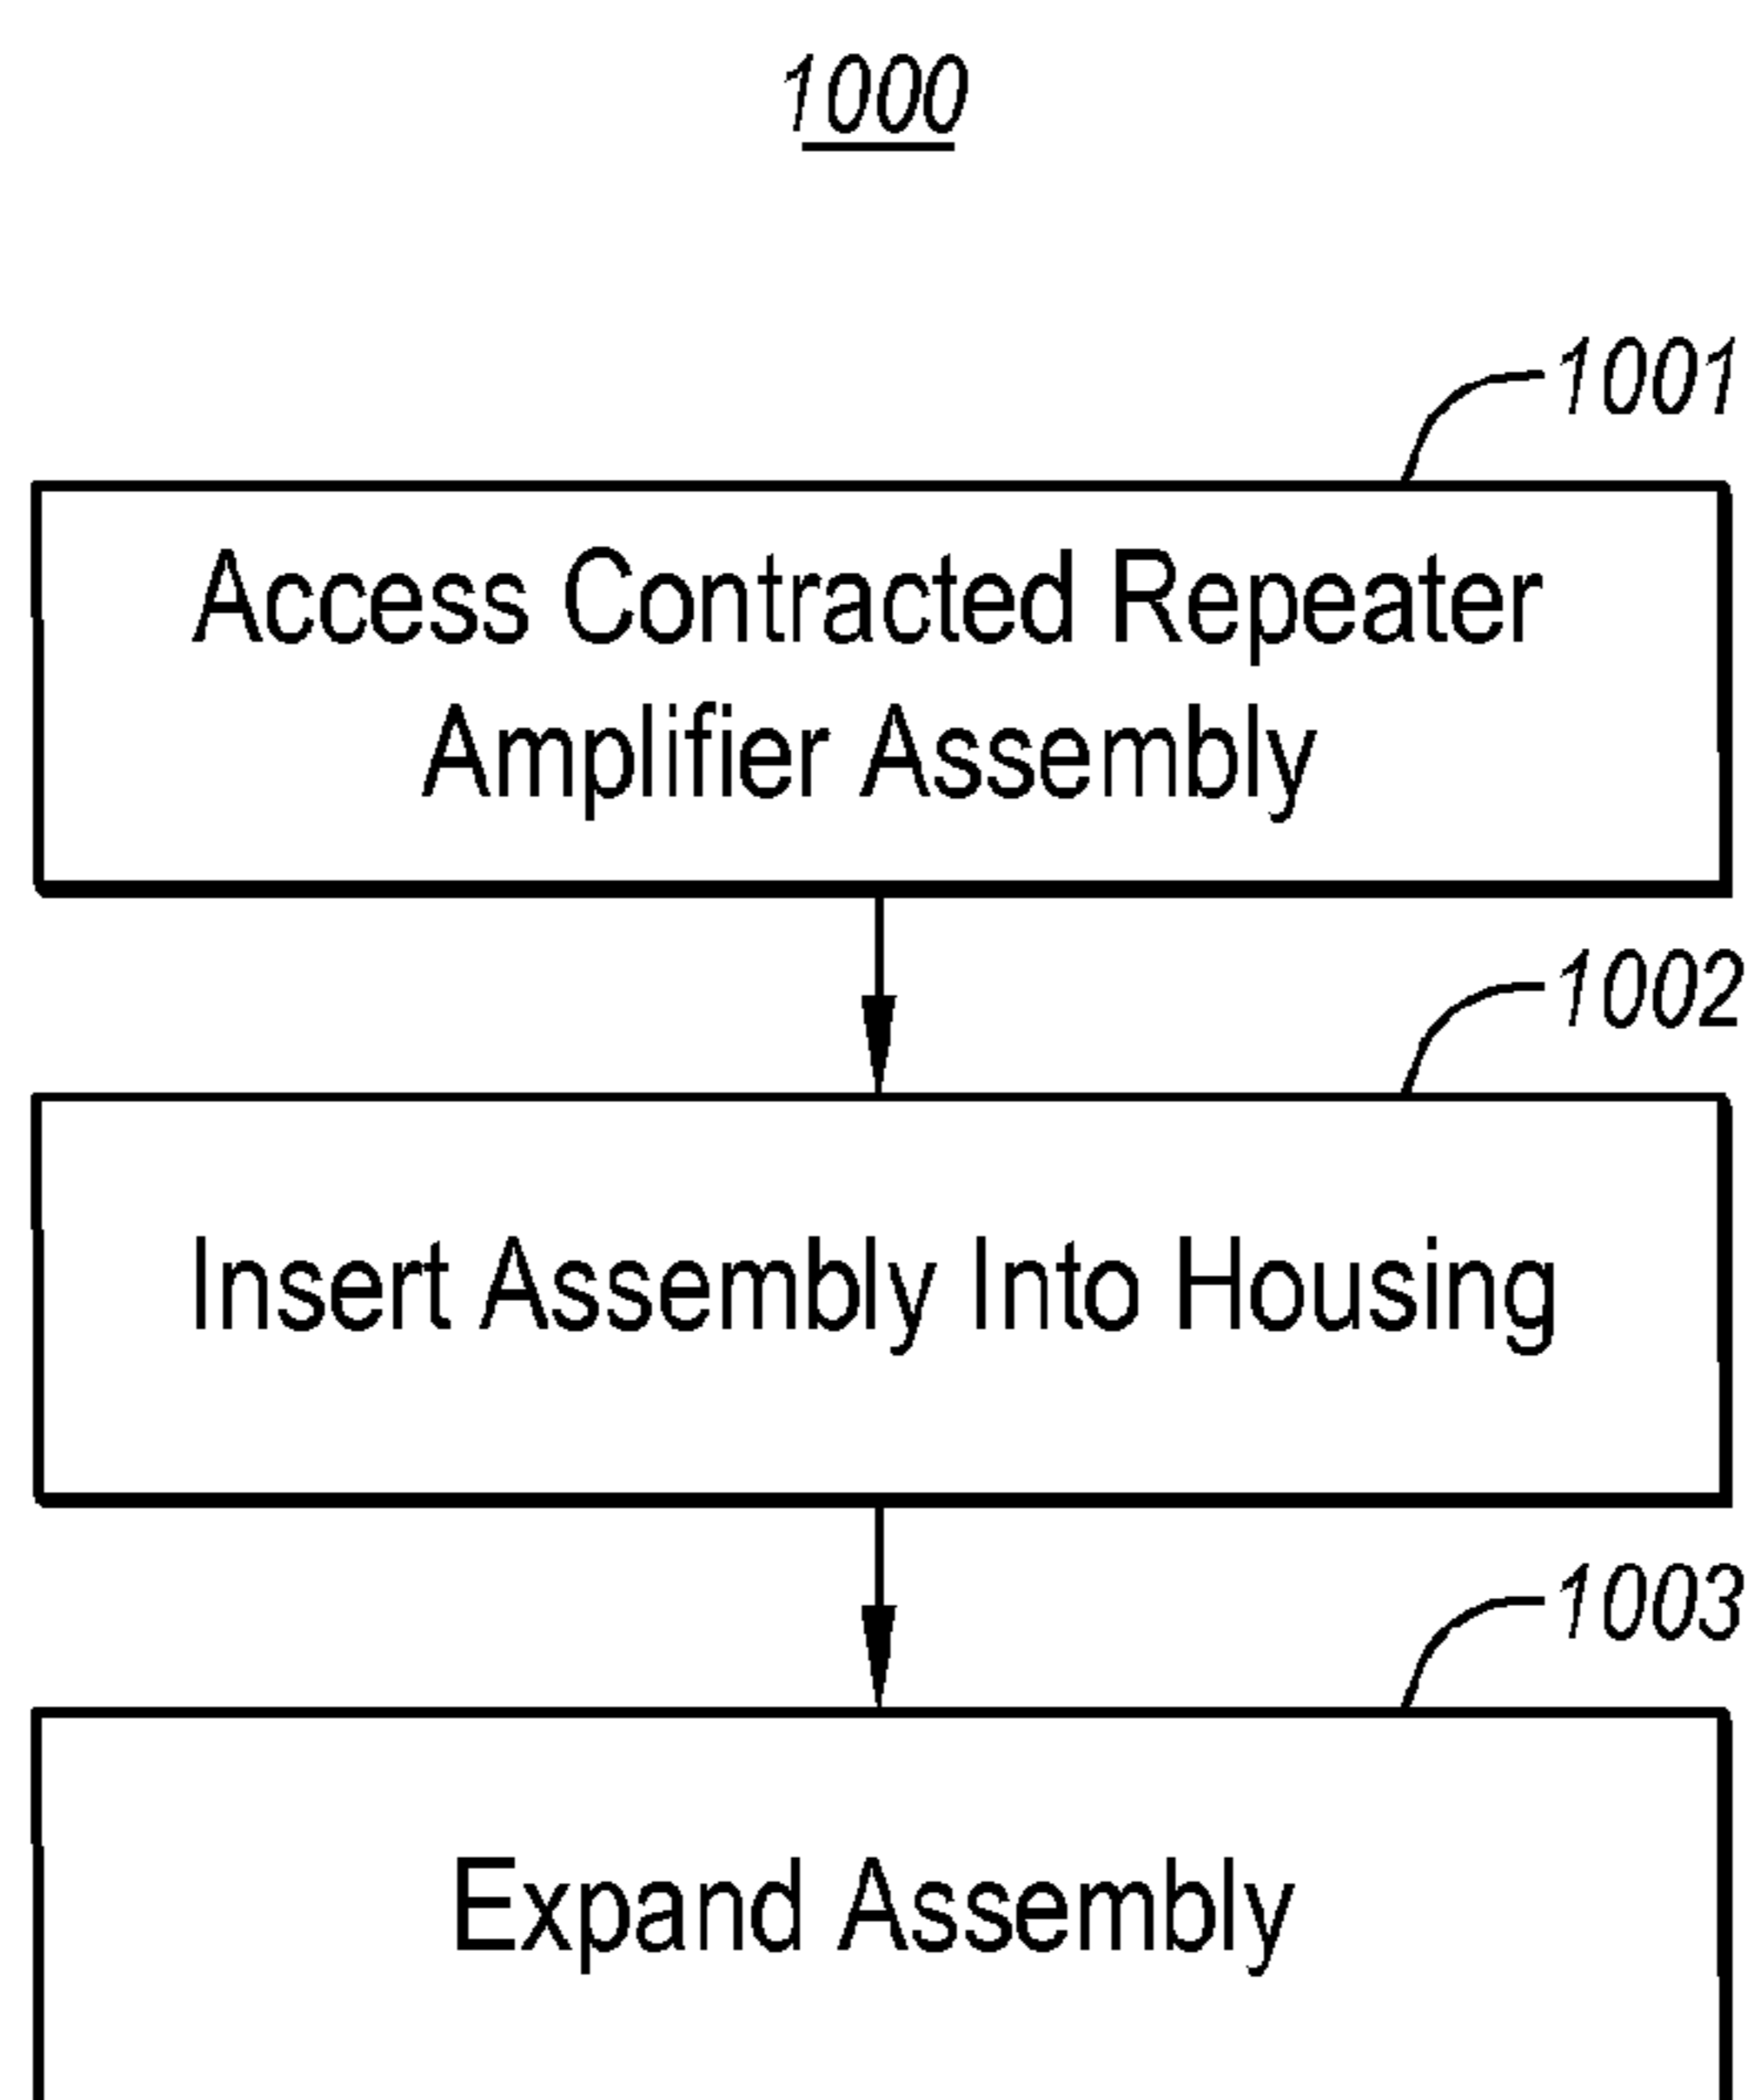 1000
1001
Access Contracted Repeater
Amplifier Assembly
1002
Insert Assembly Into Housing
1003
Expand Assembly